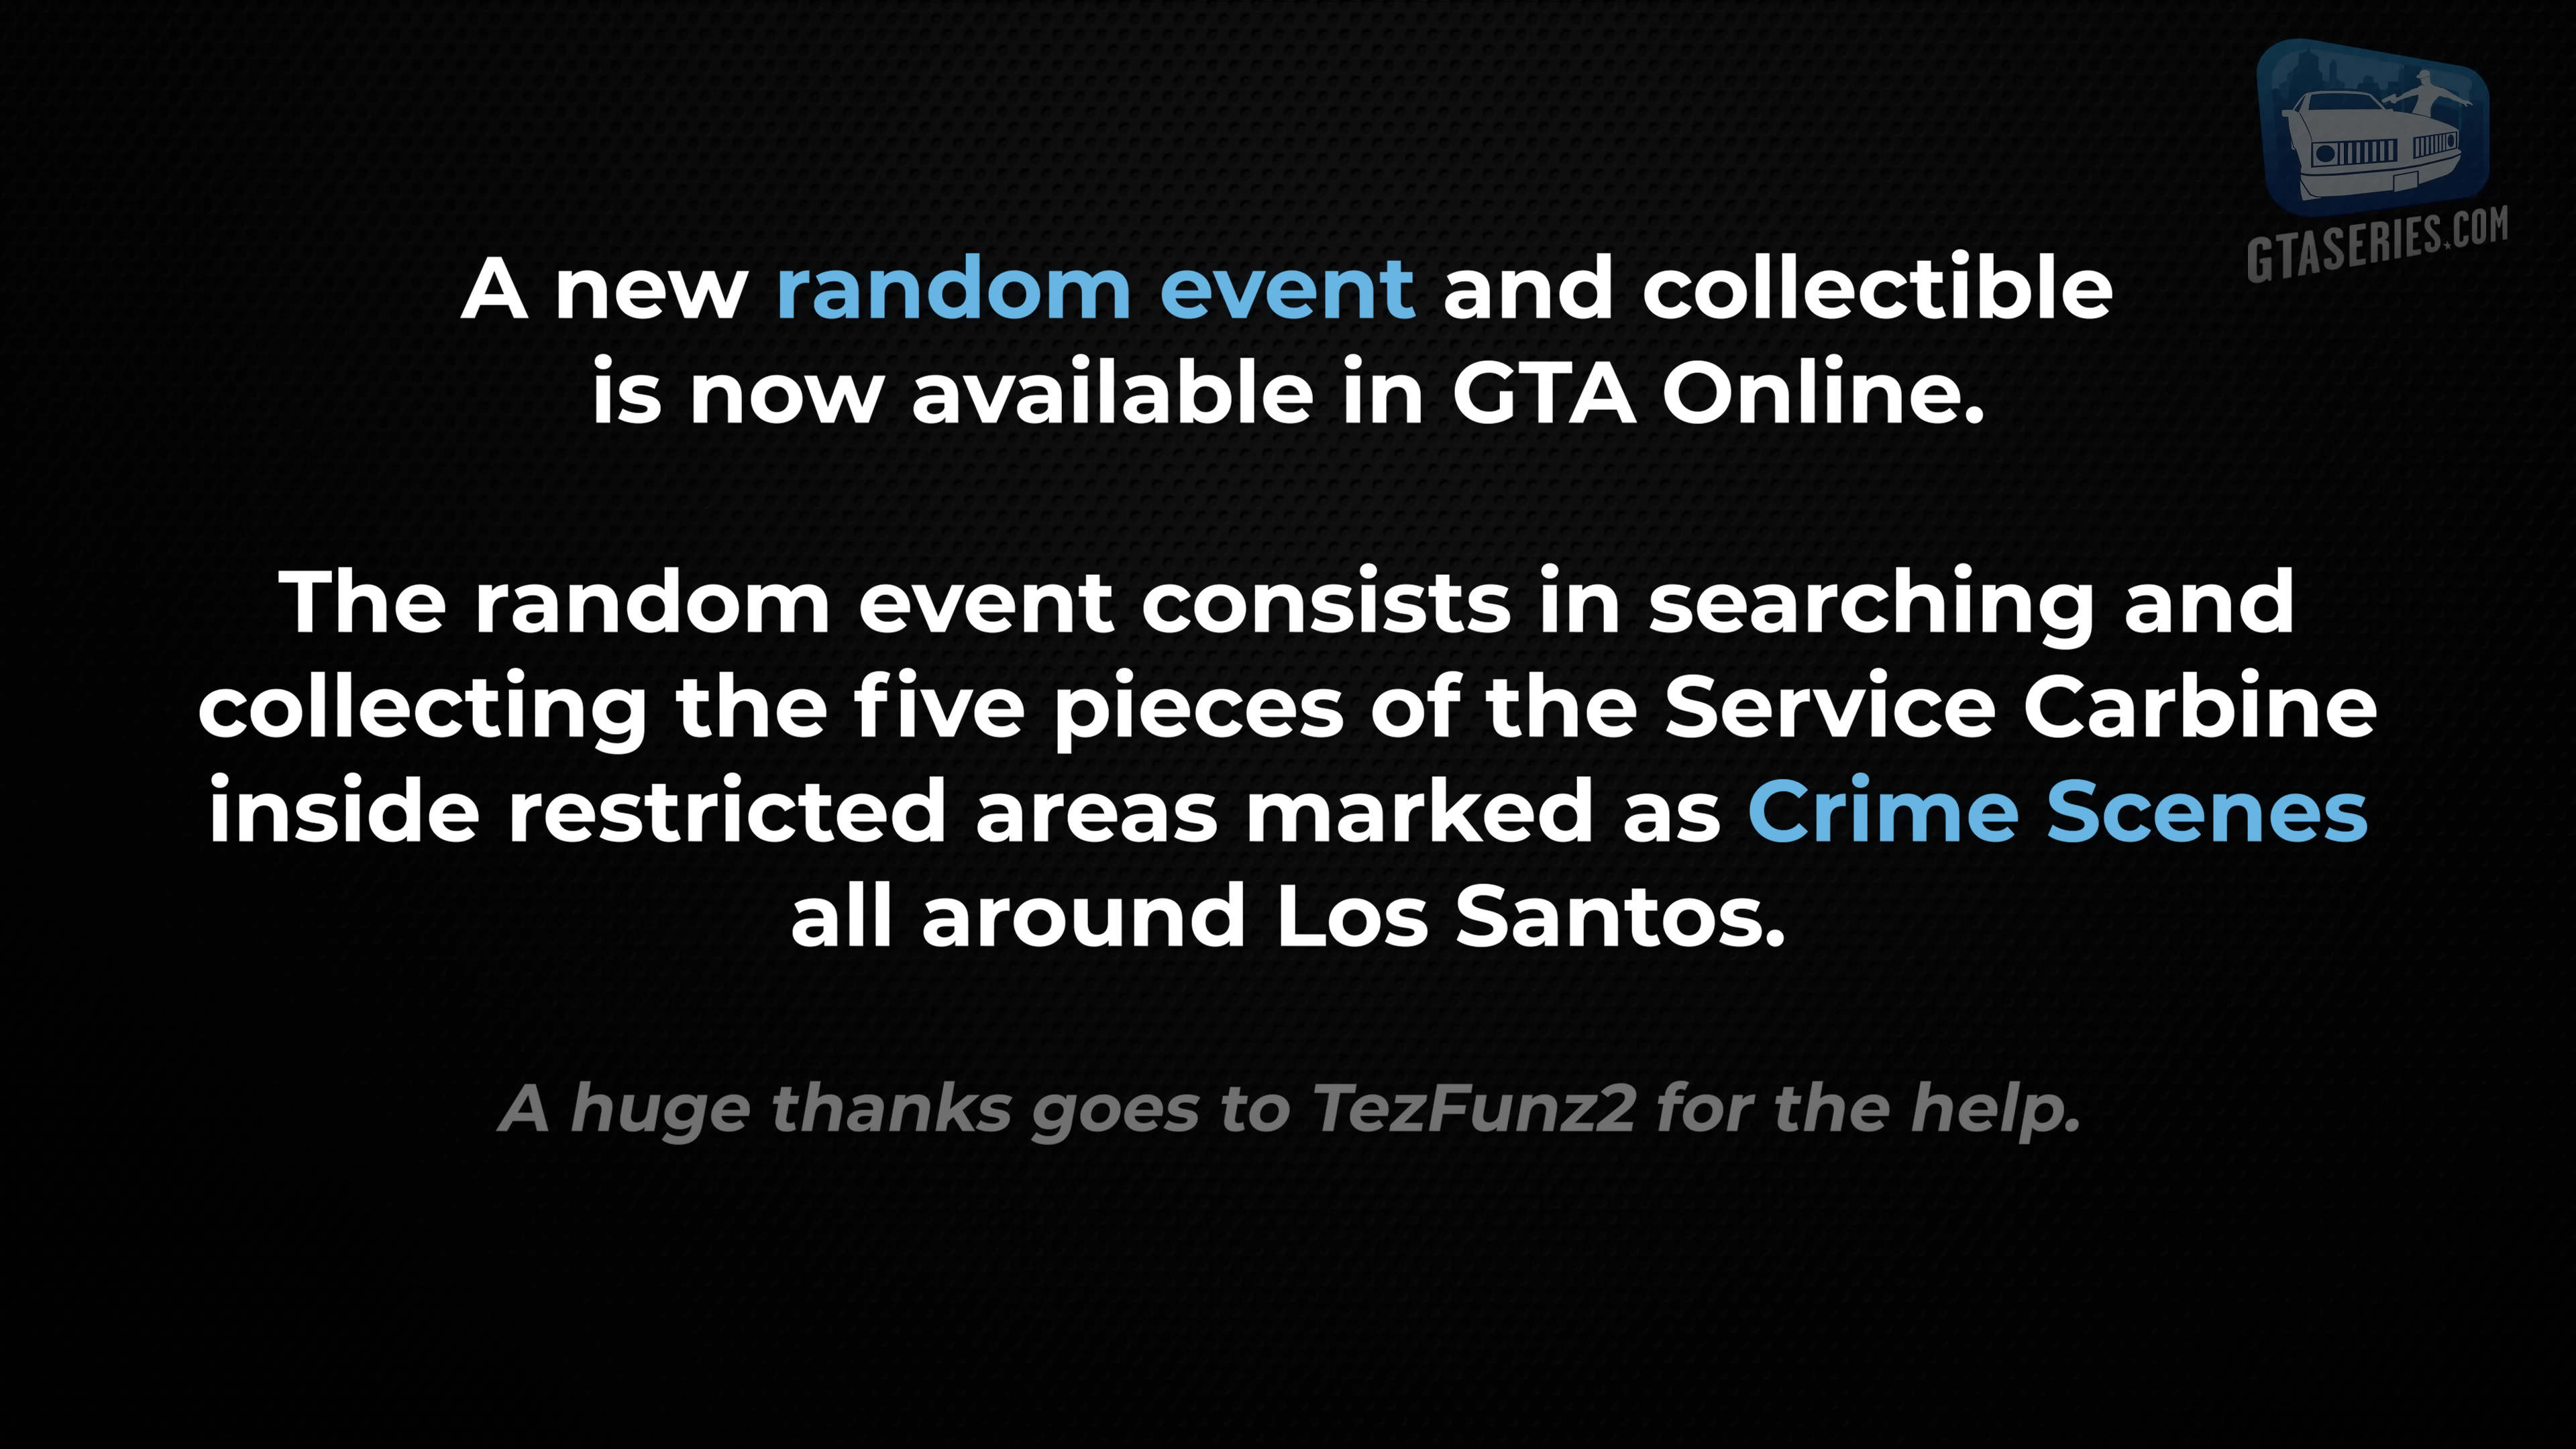 GTASERIES.COM
A new random event and collectible
is now available in GTA Online.
The random event consists in searching and
collecting the five pieces of the Service Carbine
inside restricted areas marked as Crime Scenes
all around Los Santos.
A huge thanks goes to TezFunz2 for the help.